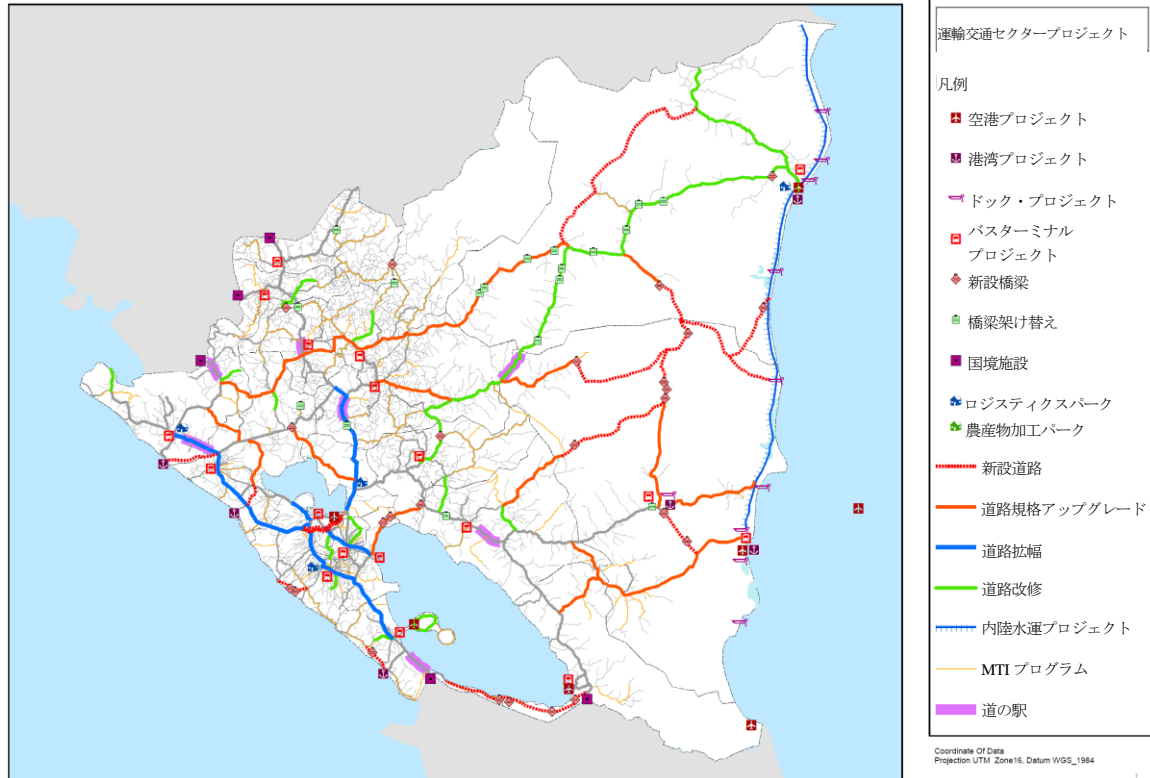 運輸交通セクタープロジェクト
凡例
空港プロジェクト
港湾プロジェクト
ドック・プロジェクト
バスターミナル
プロジェクト
新設橋梁
橋梁架け替え
国境施設
ロジスティクスパーク
農産物加工パーク
新設道路
道路規格アップグレード
道路拡幅
道路改修
内陸水運プロジェクト
MTI プログラム
道の駅
Coordinate Of Data
Projection UTM Zone16, Datum WGS_1984